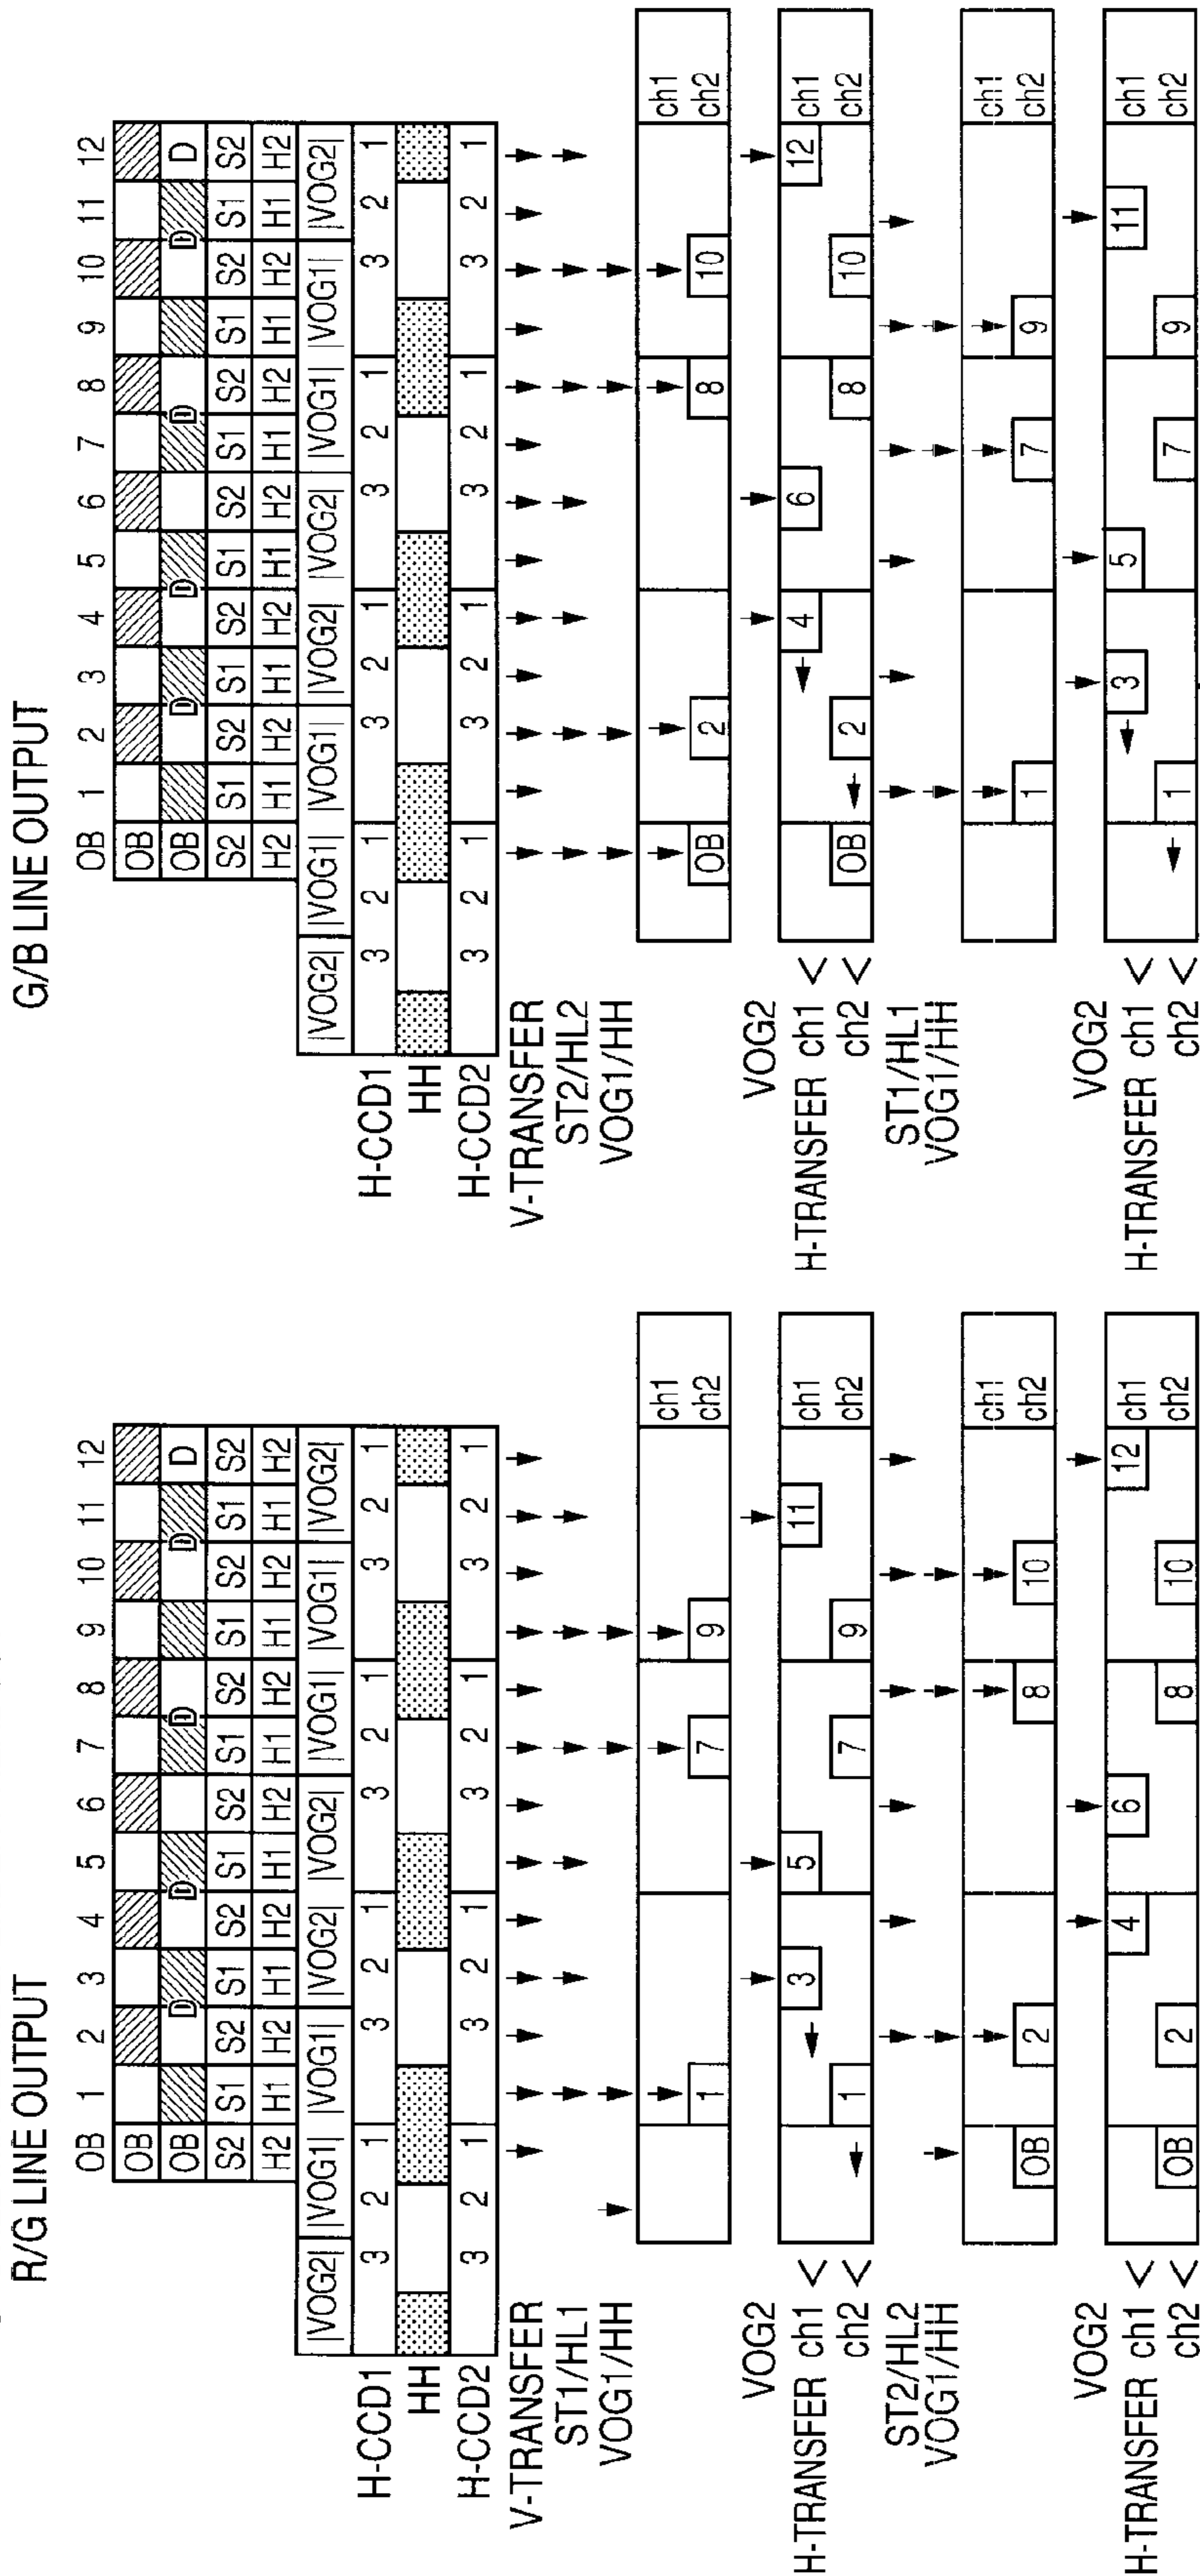 R/G LINE OUTPUT
OB 1 2 3 4 5 6 7 8 9 10 11 12
OB
OB D D D D D
S2 S1 S2 S1 S2 S1 S2 S1 S2 S1 S2 S1 S2
H2 H1 H2 H1 H2 H1 H2 H1 H2 H1 H2 H1 H2
|VOG2| |VOG1| |VOG1| |VOG2| |VOG2| |VOG1| |VOG1| |VOG2|
H-CCD1 3 2 1 3 2 1 3 2 1 3 2 1
HH
H-CCD2 3 2 1 3 2 1 3 2 1 3 2 1
V-TRANSFER
ST1/HL1
VOG1/HH
ch1
1 7 9 ch2
VOG2
H-TRANSFER ch1 < 3 5 11 ch1
ch2 < 1 7 9 ch2
ST2/HL2
VOG1/HH
ch1
OB 2 8 10 ch2
VOG2
H-TRANSFER ch1 < 4 6 12 ch1
ch2 < OB 2 8 10 ch2
G/B LINE OUTPUT
OB 1 2 3 4 5 6 7 8 9 10 11 12
OB
OB D D D D D
S2 S1 S2 S1 S2 S1 S2 S1 S2 S1 S2 S1 S2
H2 H1 H2 H1 H2 H1 H2 H1 H2 H1 H2 H1 H2
|VOG2| |VOG1| |VOG1| |VOG2| |VOG2| |VOG1| |VOG1| |VOG2|
H-CCD1 3 2 1 3 2 1 3 2 1 3 2 1
HH
H-CCD2 3 2 1 3 2 1 3 2 1 3 2 1
V-TRANSFER
ST2/HL2
VOG1/HH
ch1
OB 2 8 10 ch2
VOG2
H-TRANSFER ch1 < 4 6 12 ch1
ch2 < OB 2 8 10 ch2
ST1/HL1
VOG1/HH
ch1
1 7 9 ch2
VOG2
H-TRANSFER ch1 < 3 5 11 ch1
ch2 < 1 7 9 ch2